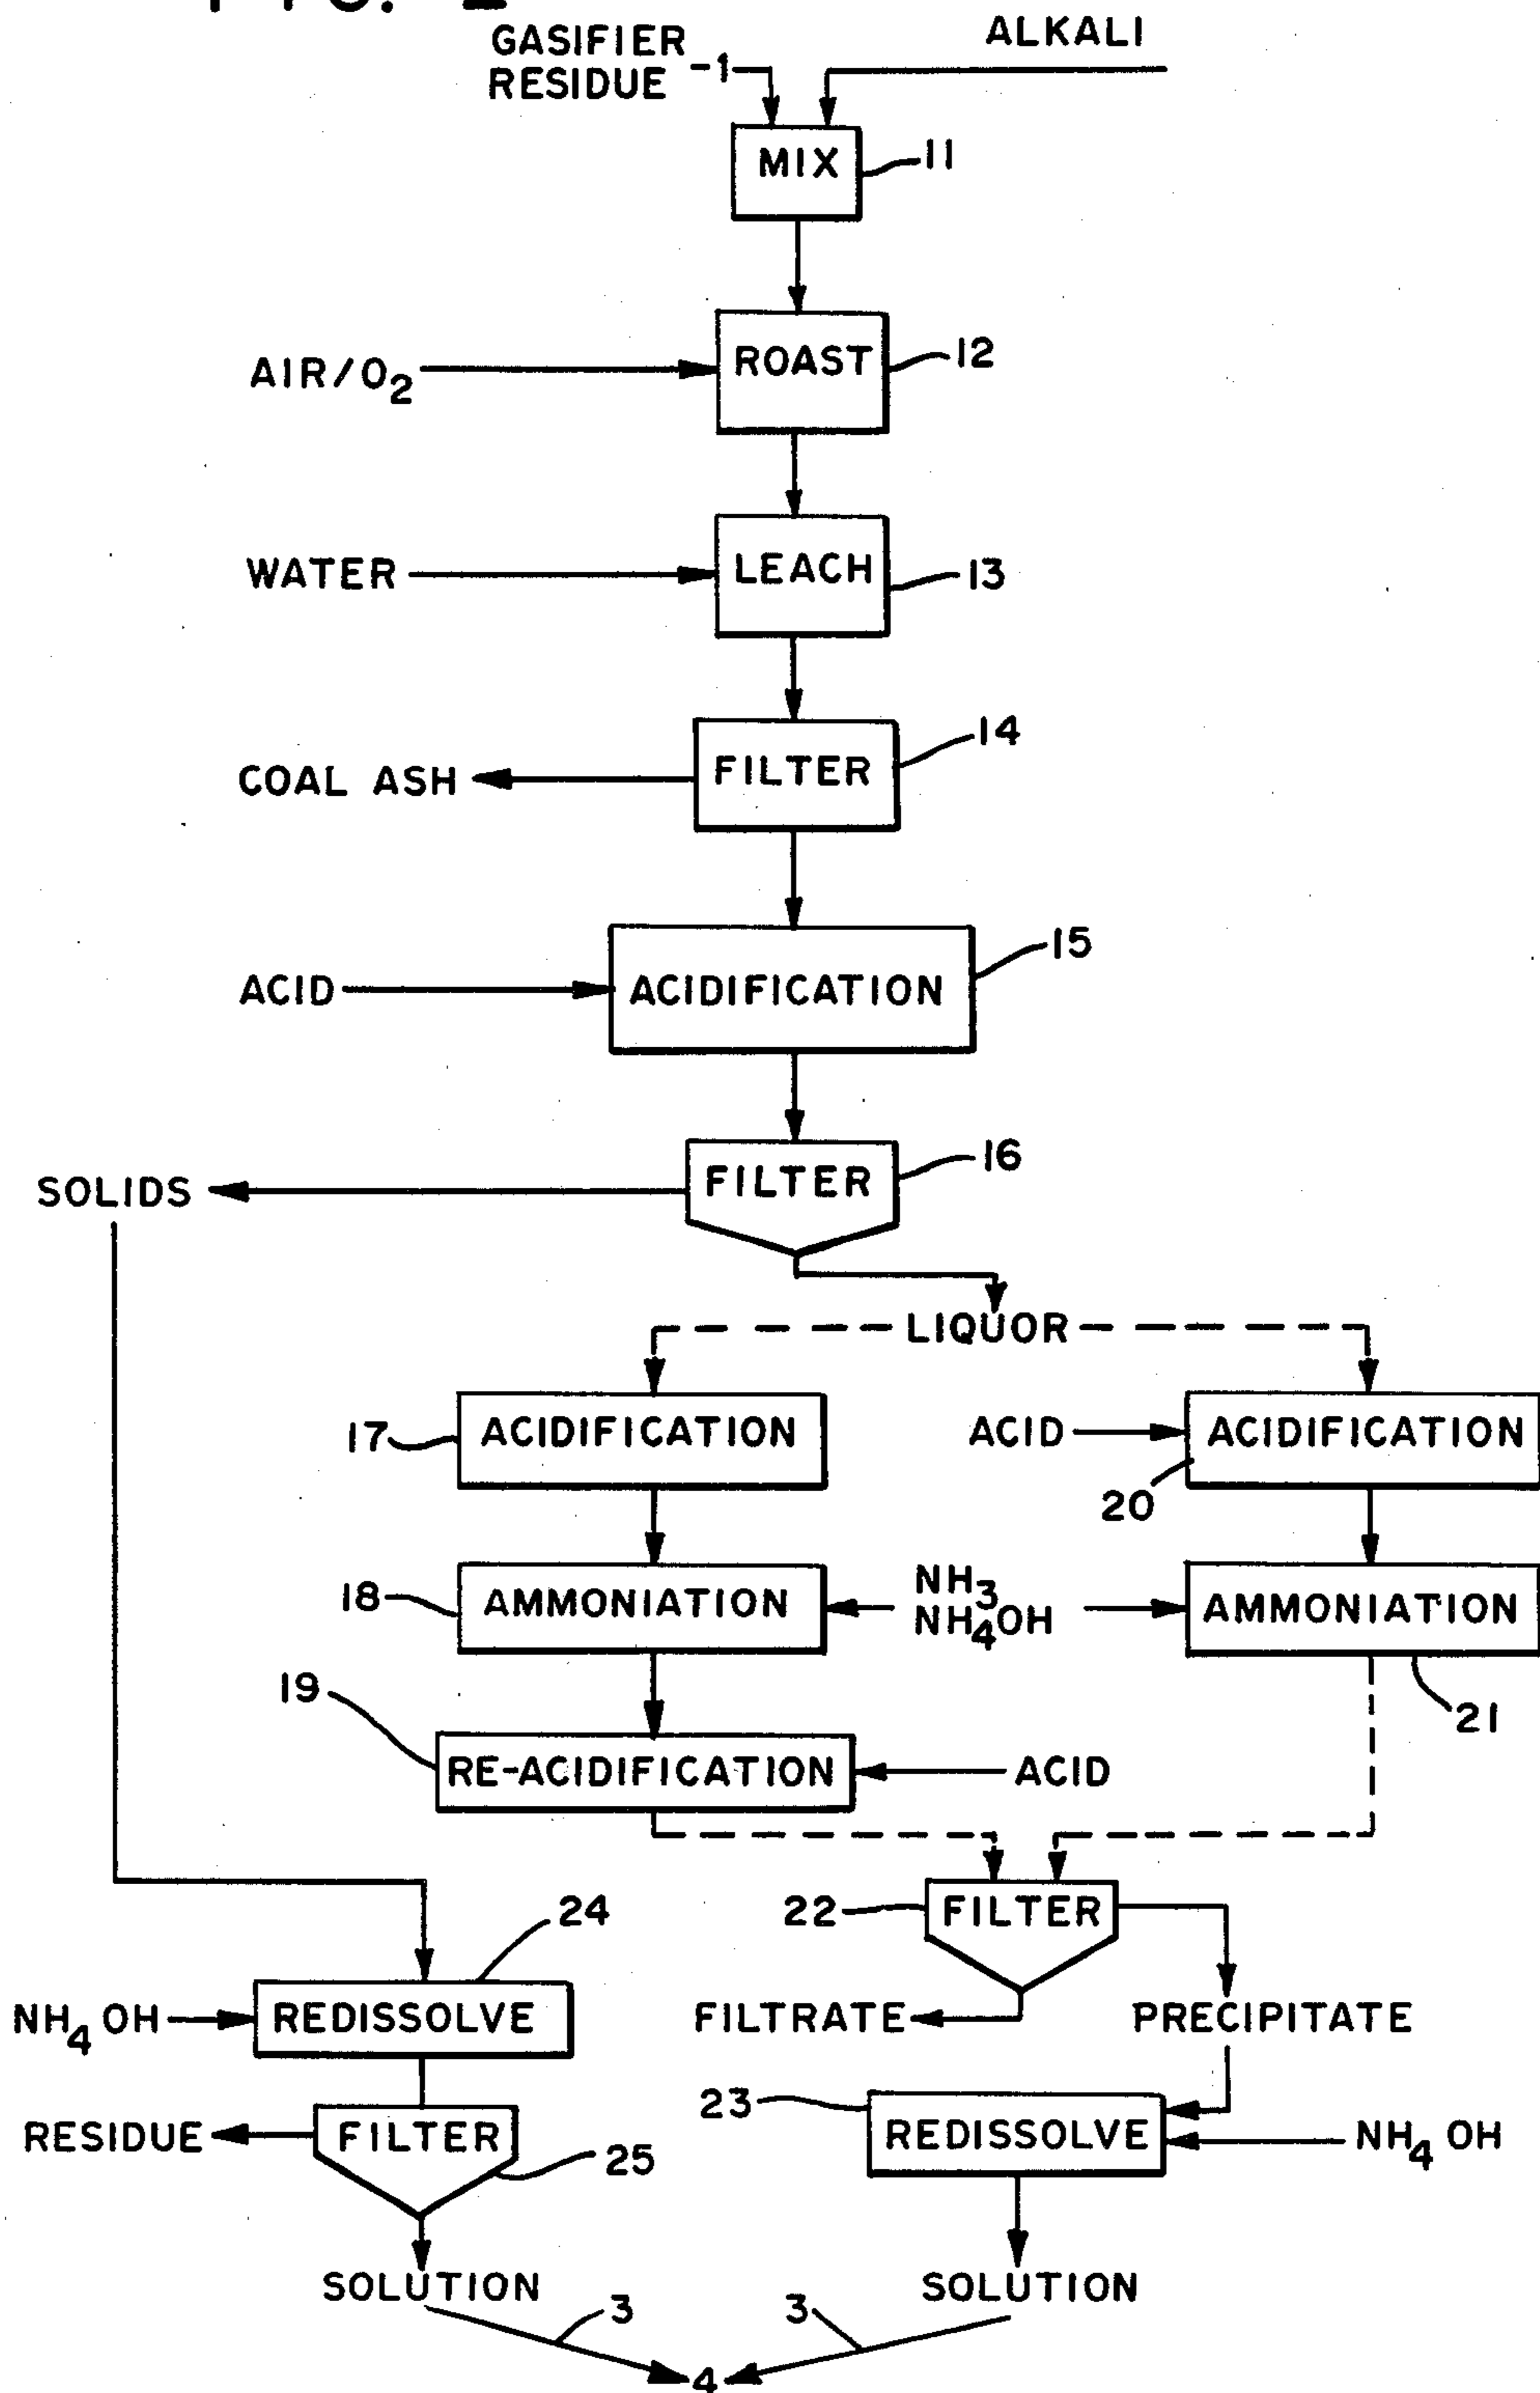 FIG. 2
GASIFIER
RESIDUE
1
ALKALI
MIX
11
ROAST
12
AIR/O2
LEACH
13
WATER
FILTER
14
COAL ASH
15
ACID
ACIDIFICATION
16
FILTER
SOLIDS
LIQUOR
17
ACIDIFICATION
ACID
ACIDIFICATION
20
18
AMMONIATION
NH3
NH4OH
AMMONIATION
19
21
RE-ACIDIFICATION
ACID
24
22
FILTER
NH4 OH
REDISSOLVE
FILTRATE
PRECIPITATE
23
RESIDUE
FILTER
25
REDISSOLVE
NH4 OH
SOLUTION
SOLUTION
3
3
4